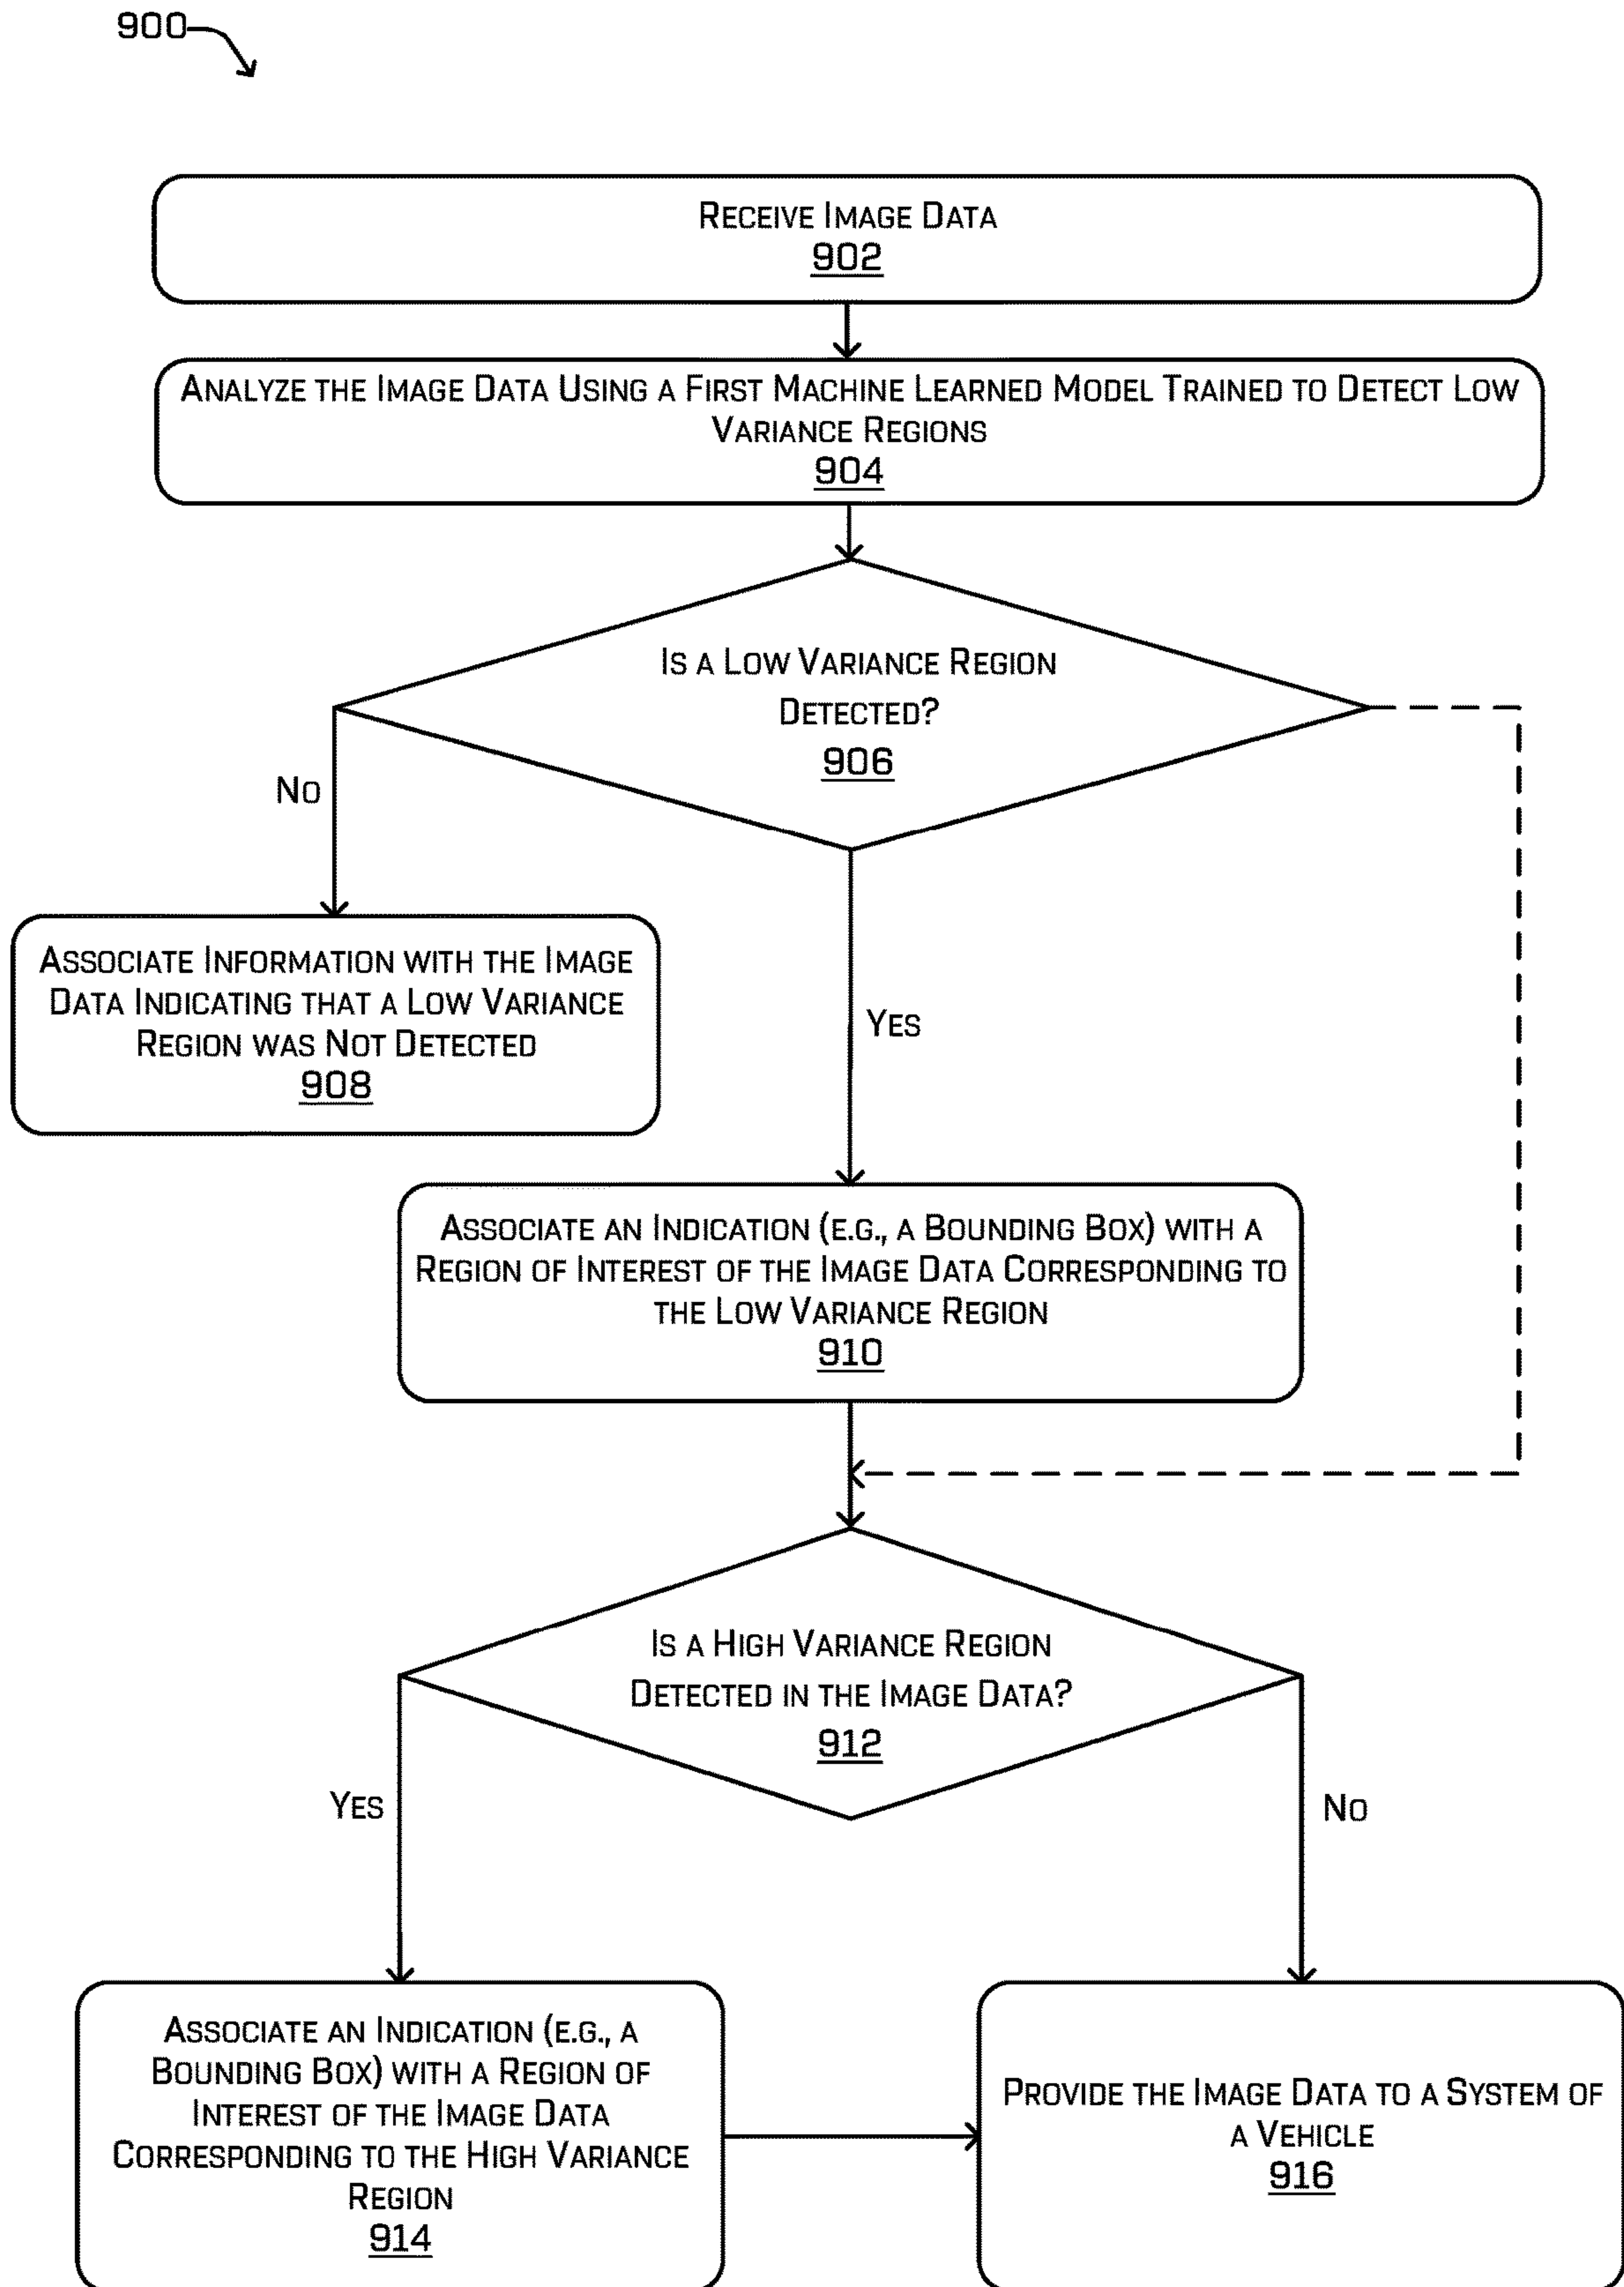 900
Receive Image Data
902
Analyze the Image Data Using a First Machine Learned Model Trained to Detect Low
Variance Regions
904
Is a Low Variance Region
Detected?
906
No
Associate Information with the Image
Data Indicating that a Low Variance
Region was Not Detected
908
Yes
Associate an Indication (e.g., a Bounding Box) with a
Region of Interest of the Image Data Corresponding to
the Low Variance Region
910
Is a High Variance Region
Detected in the Image Data?
912
Yes
No
Associate an Indication (e.g., a
Bounding Box) with a Region of
Interest of the Image Data
Corresponding to the High Variance
Region
914
Provide the Image Data to a System of
a Vehicle
916